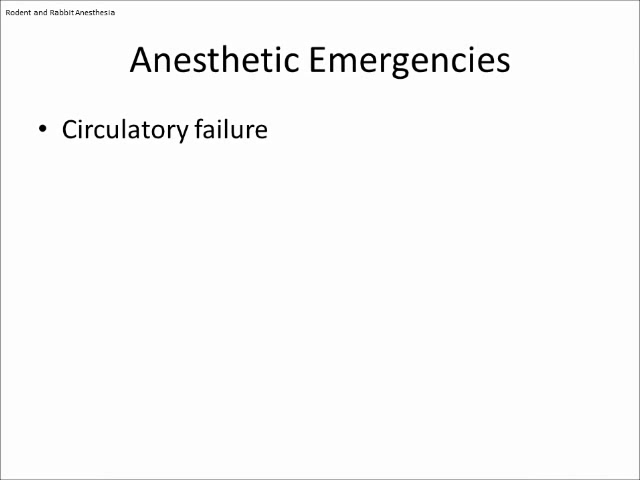 Rodent and Rabbit Anesthesia
Anesthetic Emergencies
• Circulatory failure